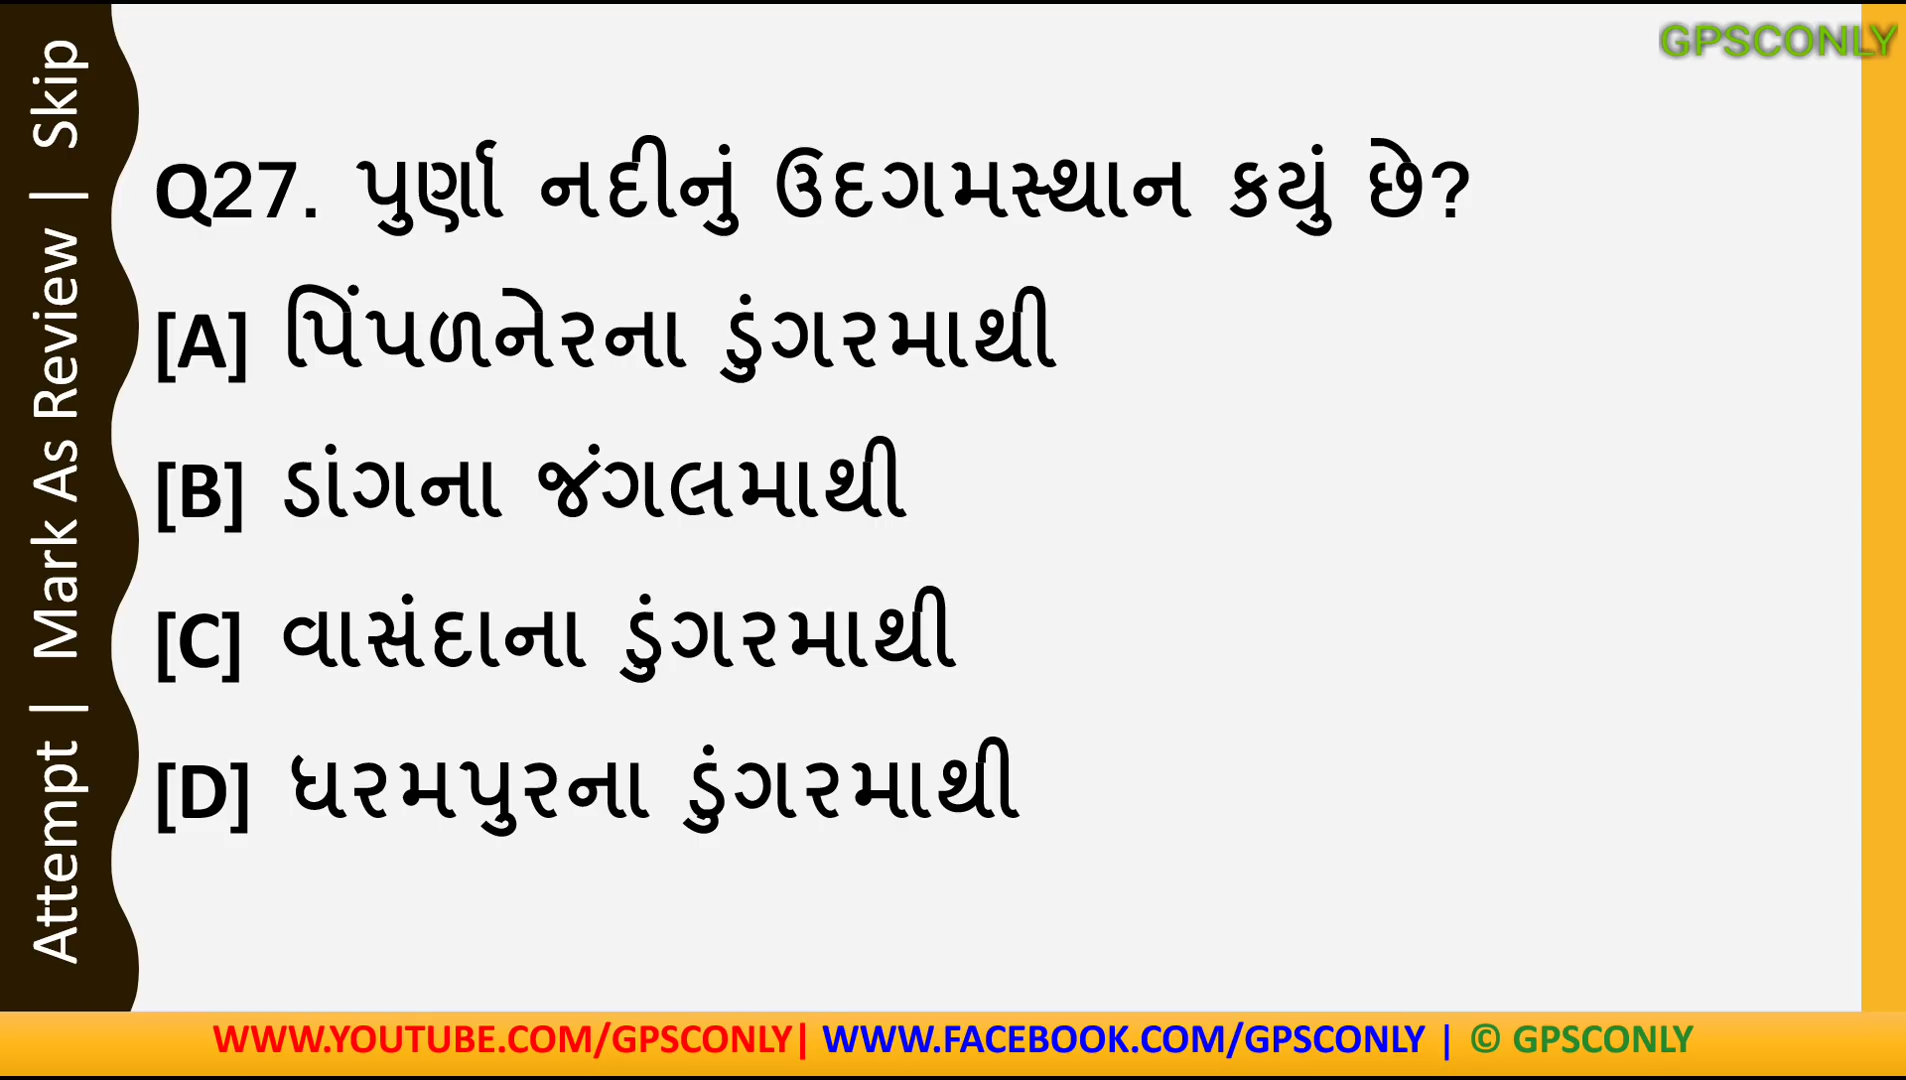 GPSCONLY
Attempt | Mark As Review | Skip
Q27. પુર્ણા નદીનું ઉદગમસ્થાન કયું છે?
[A] પિંપળનેરના ડુંગરમાથી
[B] ડાંગના જંગલમાથી
[C] વાસંદાના ડુંગરમાથી
[D] ધરમપુરના ડુંગરમાથી
WWW.YOUTUBE.COM/GPSCONLY| WWW.FACEBOOK.COM/GPSCONLY | © GPSCONLY